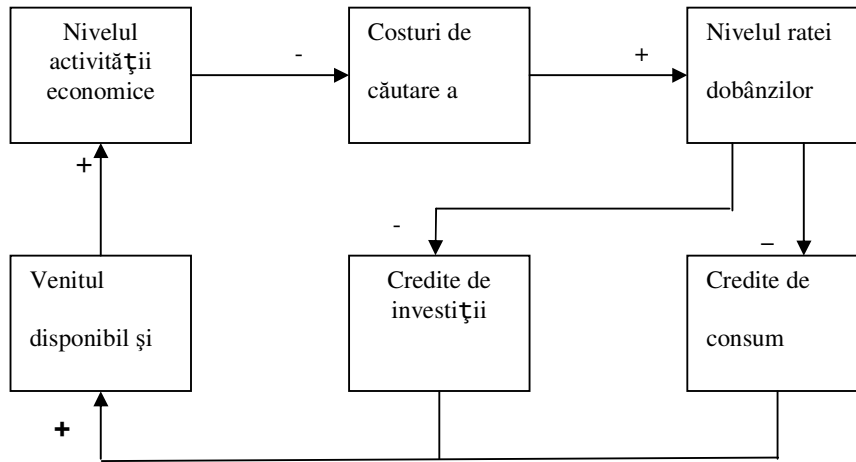 Nivelul
activităţii
economice
-
Costuri de
căutare a
+
Nivelul ratei
dobânzilor
+
-
–
Venitul
disponibil şi
Credite de
investiţii
Credite de
consum
+